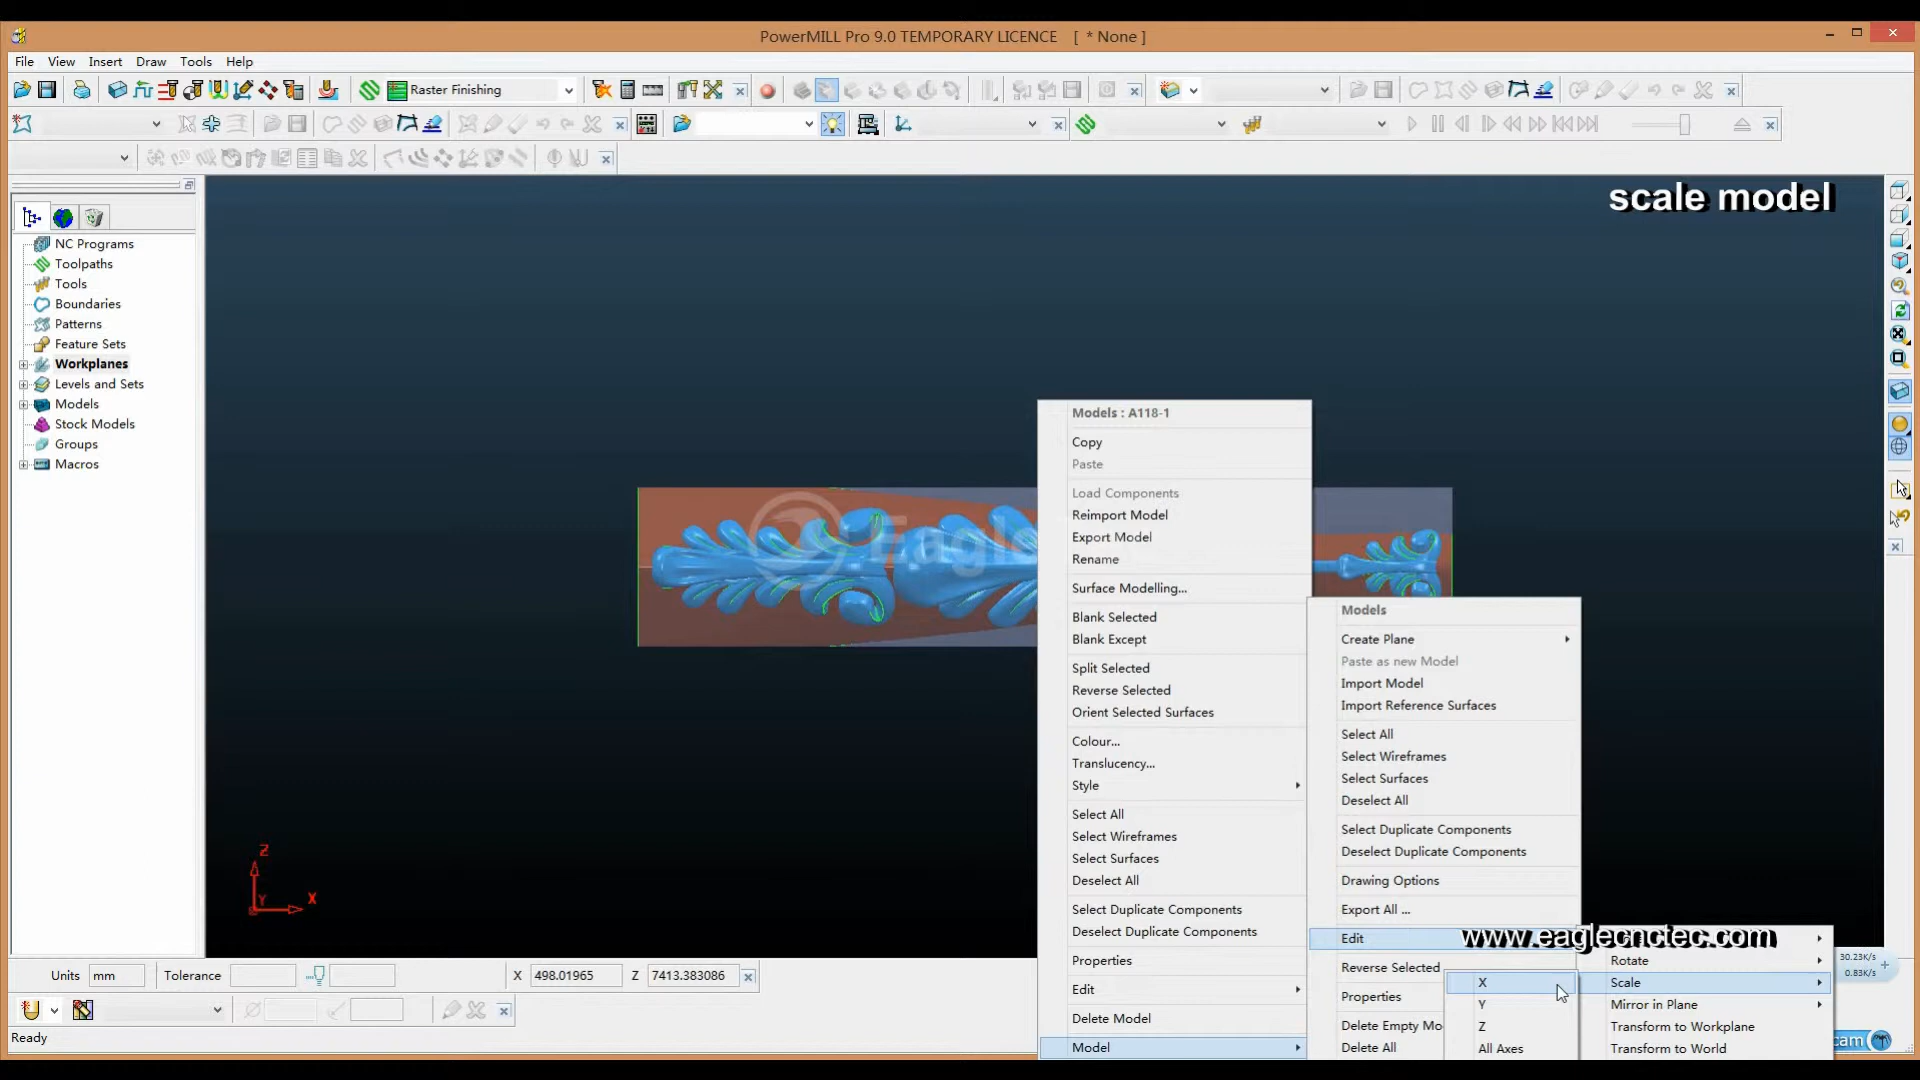 PowerMILL Pro 9.0 TEMPORARY LICENCE [ * None ]
File View Insert Draw Tools Help
Raster Finishing
scale model
NC Programs
Toolpaths
Tools
Boundaries
Patterns
Feature Sets
Workplanes
Levels and Sets
Models
Stock Models
Groups
Macros
Eagle
Models : A118-1
Copy
Paste
Load Components
Reimport Model
Export Model
Rename
Surface Modelling...
Blank Selected
Blank Except
Split Selected
Reverse Selected
Orient Selected Surfaces
Colour...
Translucency...
Style
Select All
Select Wireframes
Select Surfaces
Deselect All
Select Duplicate Components
Deselect Duplicate Components
Properties
Edit
Delete Model
Model
Models
Create Plane
Paste as new Model
Import Model
Import Reference Surfaces
Select All
Select Wireframes
Select Surfaces
Deselect All
Select Duplicate Components
Deselect Duplicate Components
Drawing Options
Export All ...
Edit
Reverse Selected
Properties
Delete Empty Mo
Delete All
www.eaglecnctec.com
Rotate
Scale
Mirror in Plane
Transform to Workplane
Transform to World
X
Y
Z
All Axes
Z
Y X
30.23K/s
0.83K/s
Units mm Tolerance X 498.01965 Z 7413.383086
cam
Ready